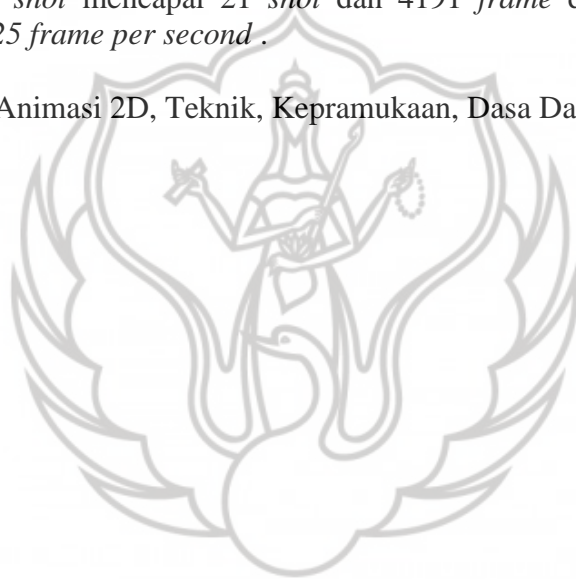 shot mencapai 21 shot dan 4191 frame
25 frame per second .
Animasi 2D, Teknik, Kepramukaan, Dasa Da